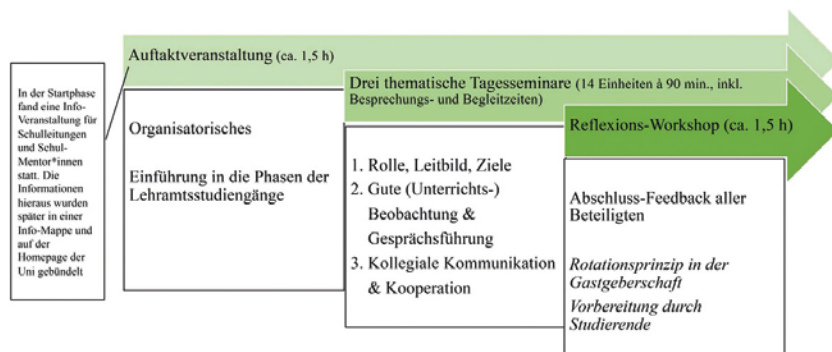 Auftaktveranstaltung (ca. 1,5 h)
In der Startphase
fand eine Info-
Veranstaltung für
Schulleitungen
und Schul-
Mentor*innen
statt. Die
Informationen
hieraus wurden
später in einer
Info-Mappe und
auf der
Homepage der
Uni gebündelt
Organisatorisches
Einführung in die Phasen der
Lehramtsstudiengänge
Drei thematische Tagesseminare (14 Einheiten à 90 min., inkl.
Besprechungs- und Begleitzeiten)
1. Rolle, Leitbild, Ziele
2. Gute (Unterrichts-)
Beobachtung &
Gesprächsführung
3. Kollegiale Kommunikation
& Kooperation
Reflexions-Workshop (ca. 1,5 h)
Abschluss-Feedback aller
Beteiligten
Rotationsprinzip in der
Gastgeberschaft
Vorbereitung durch
Studierende